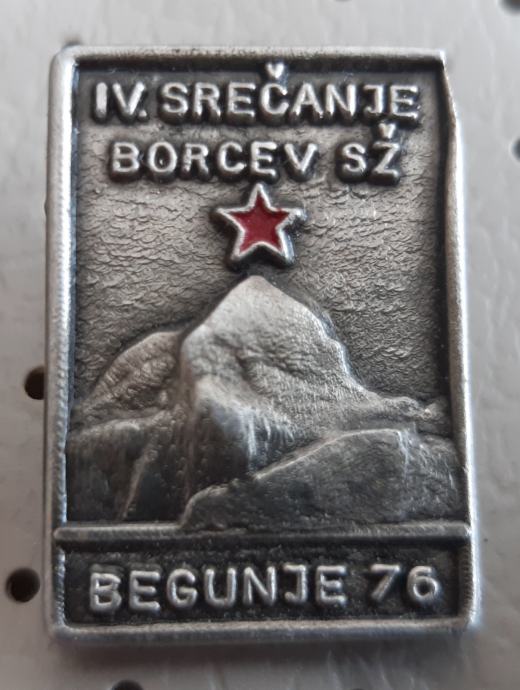 IV. SREČANJE
BORCEV SŽ
BEGUNJE 76